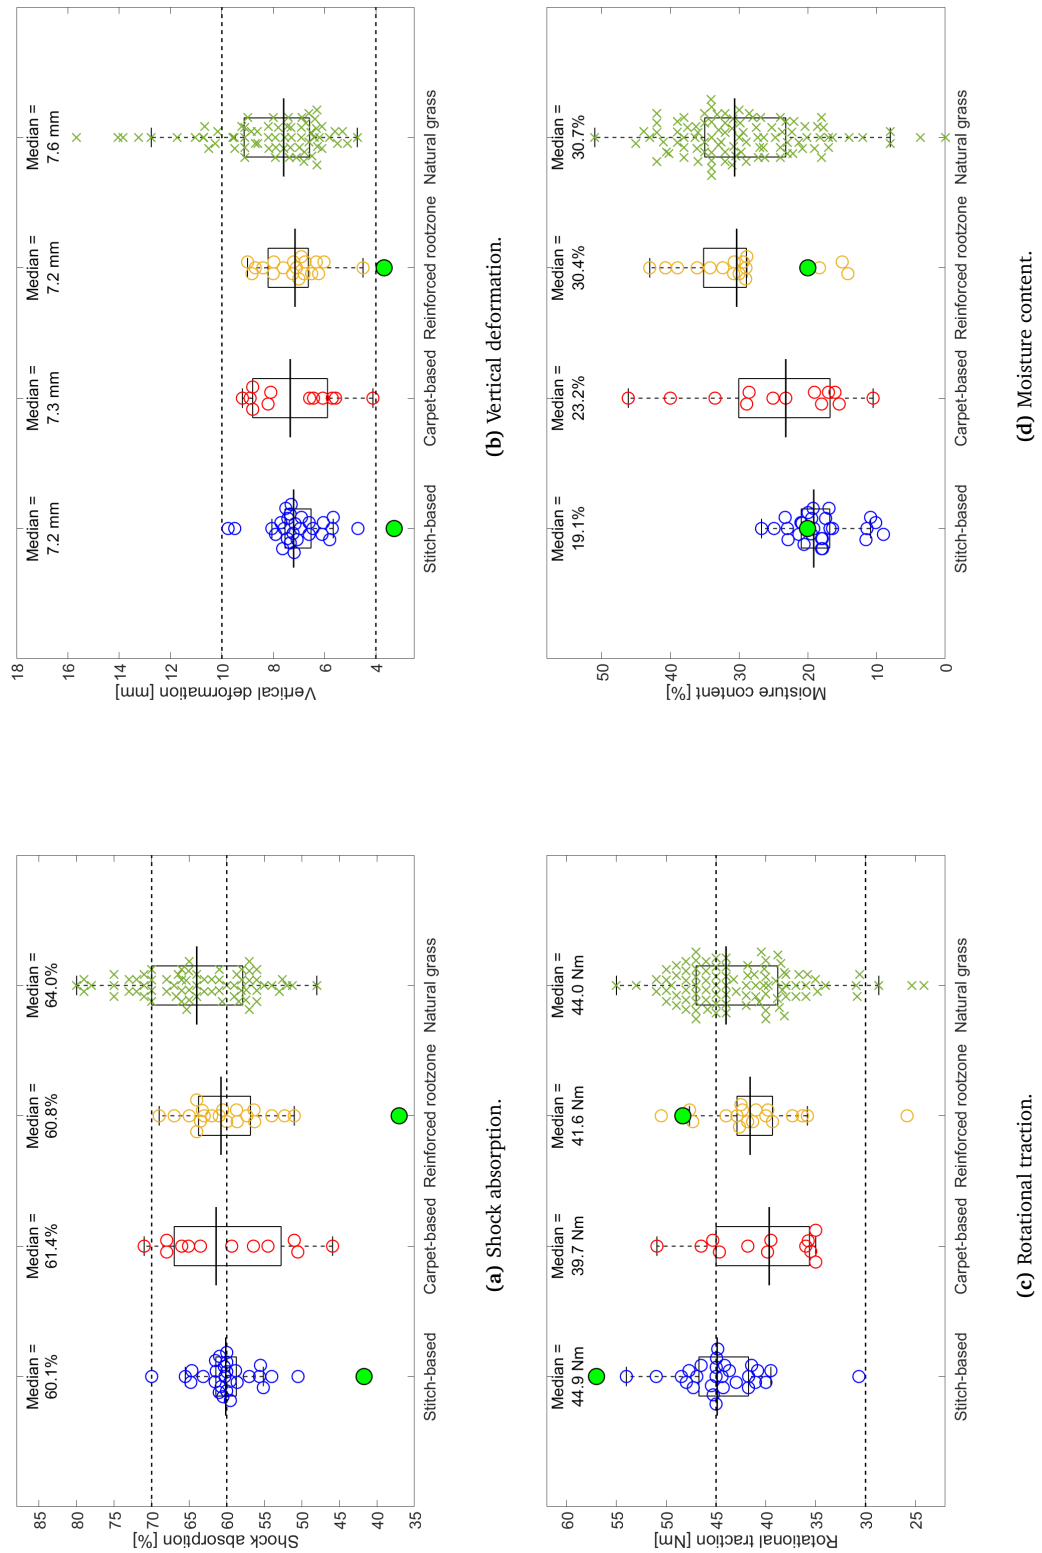 Median =
60.1%
Median =
61.4%
Median =
60.8%
Median =
64.0%
85
80
75
70
65
60
55
50
45
40
35
Shock absorption [%]
Stitch-based
Carpet-based
Reinforced rootzone
Natural grass
(a) Shock absorption.
Median =
7.2 mm
Median =
7.3 mm
Median =
7.2 mm
Median =
7.6 mm
18
16
14
12
10
8
6
4
Vertical deformation [mm]
Stitch-based
Carpet-based
Reinforced rootzone
Natural grass
(b) Vertical deformation.
Median =
44.9 Nm
Median =
39.7 Nm
Median =
41.6 Nm
Median =
44.0 Nm
60
55
50
45
40
35
30
25
Rotational traction [Nm]
Stitch-based
Carpet-based
Reinforced rootzone
Natural grass
(c) Rotational traction.
Median =
19.1%
Median =
23.2%
Median =
30.4%
Median =
30.7%
50
40
30
20
10
0
Moisture content [%]
Stitch-based
Carpet-based
Reinforced rootzone
Natural grass
(d) Moisture content.